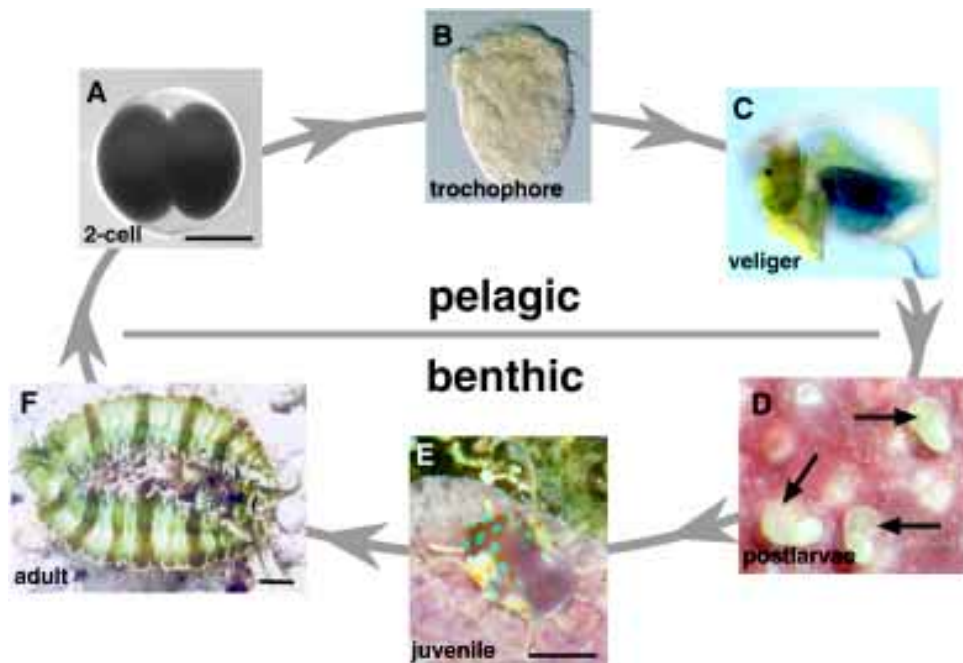 A
2-cell
B
trochophore
C
veliger
pelagic
benthic
D
postlarvae
E
juvenile
F
adult